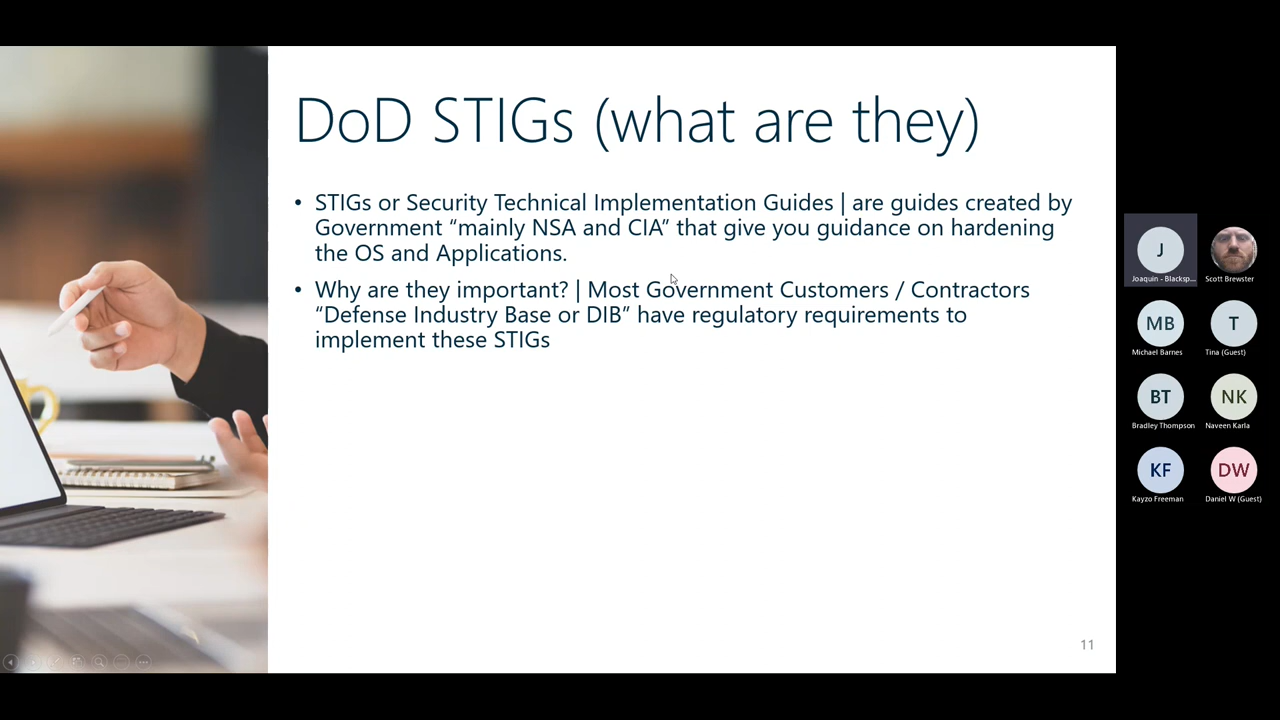 DoD STIGs (what are they)
• STIGs or Security Technical Implementation Guides | are guides created by
Government “mainly NSA and CIA” that give you guidance on hardening
the OS and Applications.
• Why are they important? | Most Government Customers / Contractors
“Defense Industry Base or DIB” have regulatory requirements to
implement these STIGs
11
J
Joaquin - Blacksp...
Scott Brewster
MB
Michael Barnes
T
Tina (Guest)
BT
Bradley Thompson
NK
Naveen Karla
KF
Kayzo Freeman
DW
Daniel W (Guest)